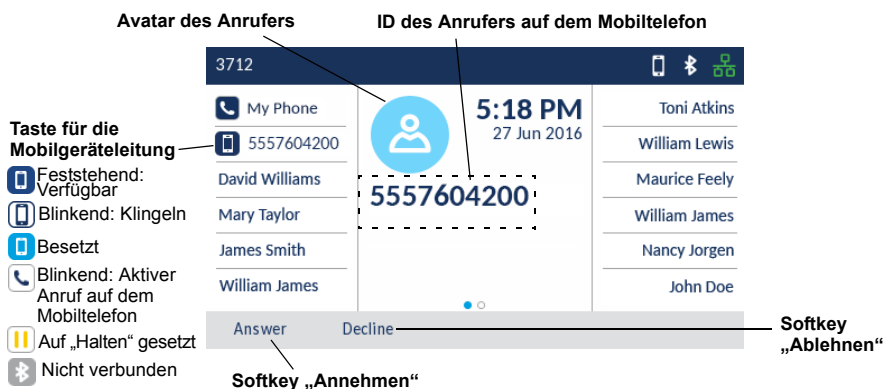 Avatar des Anrufers
ID des Anrufers auf dem Mobiltelefon
3712
My Phone
5557604200
David Williams
Mary Taylor
James Smith
William James
5:18 PM
27 Jun 2016
5557604200
Toni Atkins
William Lewis
Maurice Feely
William James
Nancy Jorgen
John Doe
Answer
Decline
Taste für die
Mobilgeräteleitung
Feststehend:
Verfügbar
Blinkend: Klingeln
Besetzt
Blinkend: Aktiver
Anruf auf dem
Mobiltelefon
Auf „Halten“ gesetzt
Nicht verbunden
Softkey „Annehmen“
Softkey
„Ablehnen“